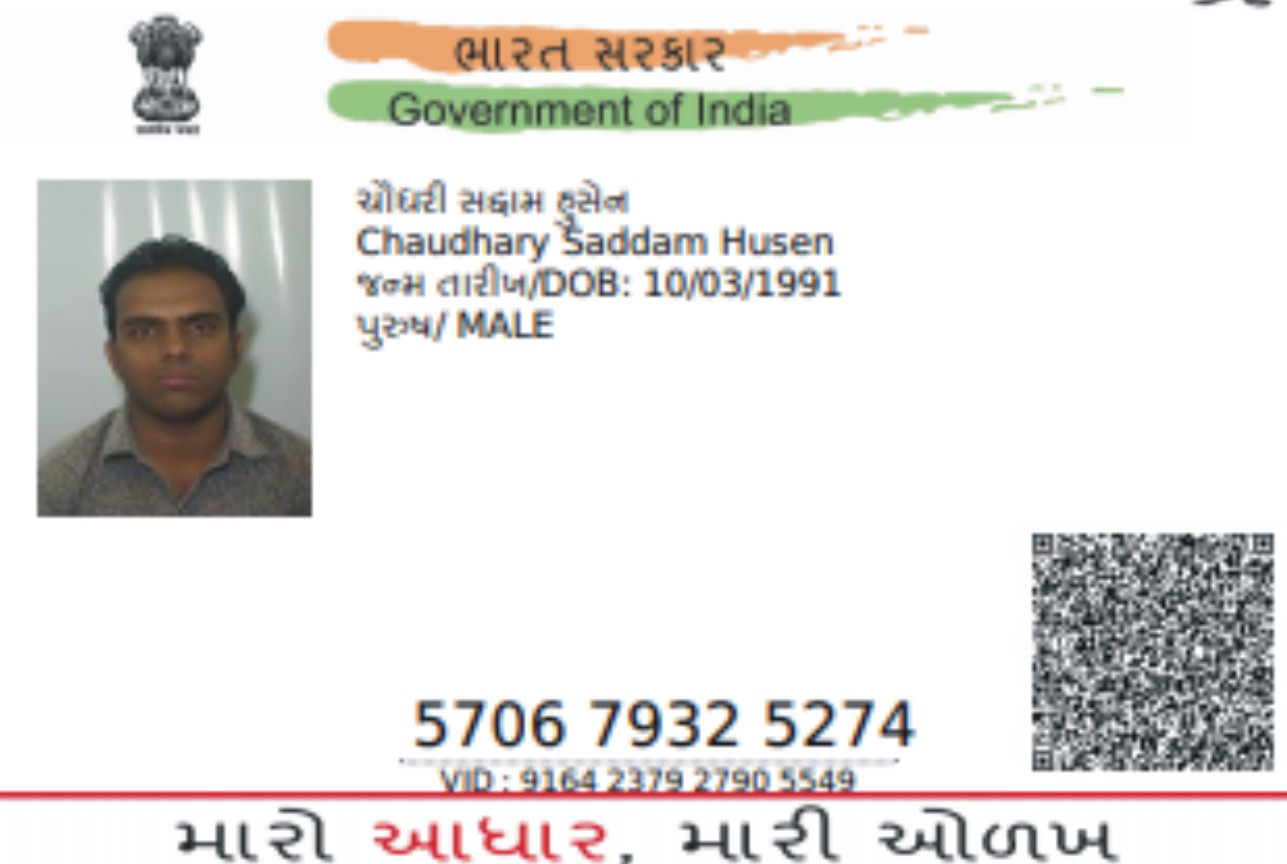 ભારત સરકાર
Government of India
ચૌધરી સદ્દામ હુસેન
Chaudhary Saddam Husen
જન્મ તારીખ/DOB: 10/03/1991
પુરુષ/ MALE
5706 7932 5274
VID : 9164 2379 2790 5549
મારો આધાર, મારી ઓળખ